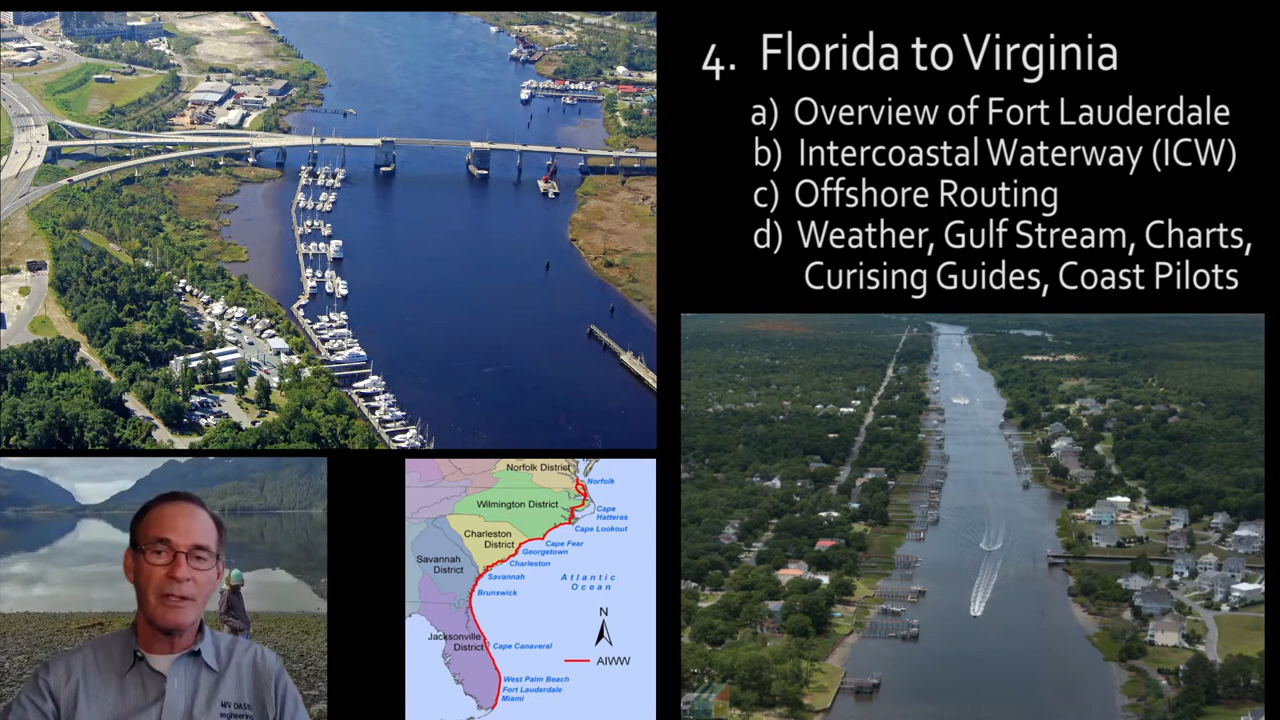 4. Florida to Virginia
a) Overview of Fort Lauderdale
b) Intercoastal Waterway (ICW)
c) Offshore Routing
d) Weather, Gulf Stream, Charts,
Curising Guides, Coast Pilots
Norfolk District
Norfolk
Wilmington District
Cape
Hatteras
Cape Lookout
Charleston
District
Cape Fear
Georgetown
Charleston
Savannah
District
Savannah
Atlantic
Ocean
Brunswick
N
Jacksonville
District
Cape Canaveral
AIWW
West Palm Beach
Fort Lauderdale
Miami
M/V OASIS
engineering